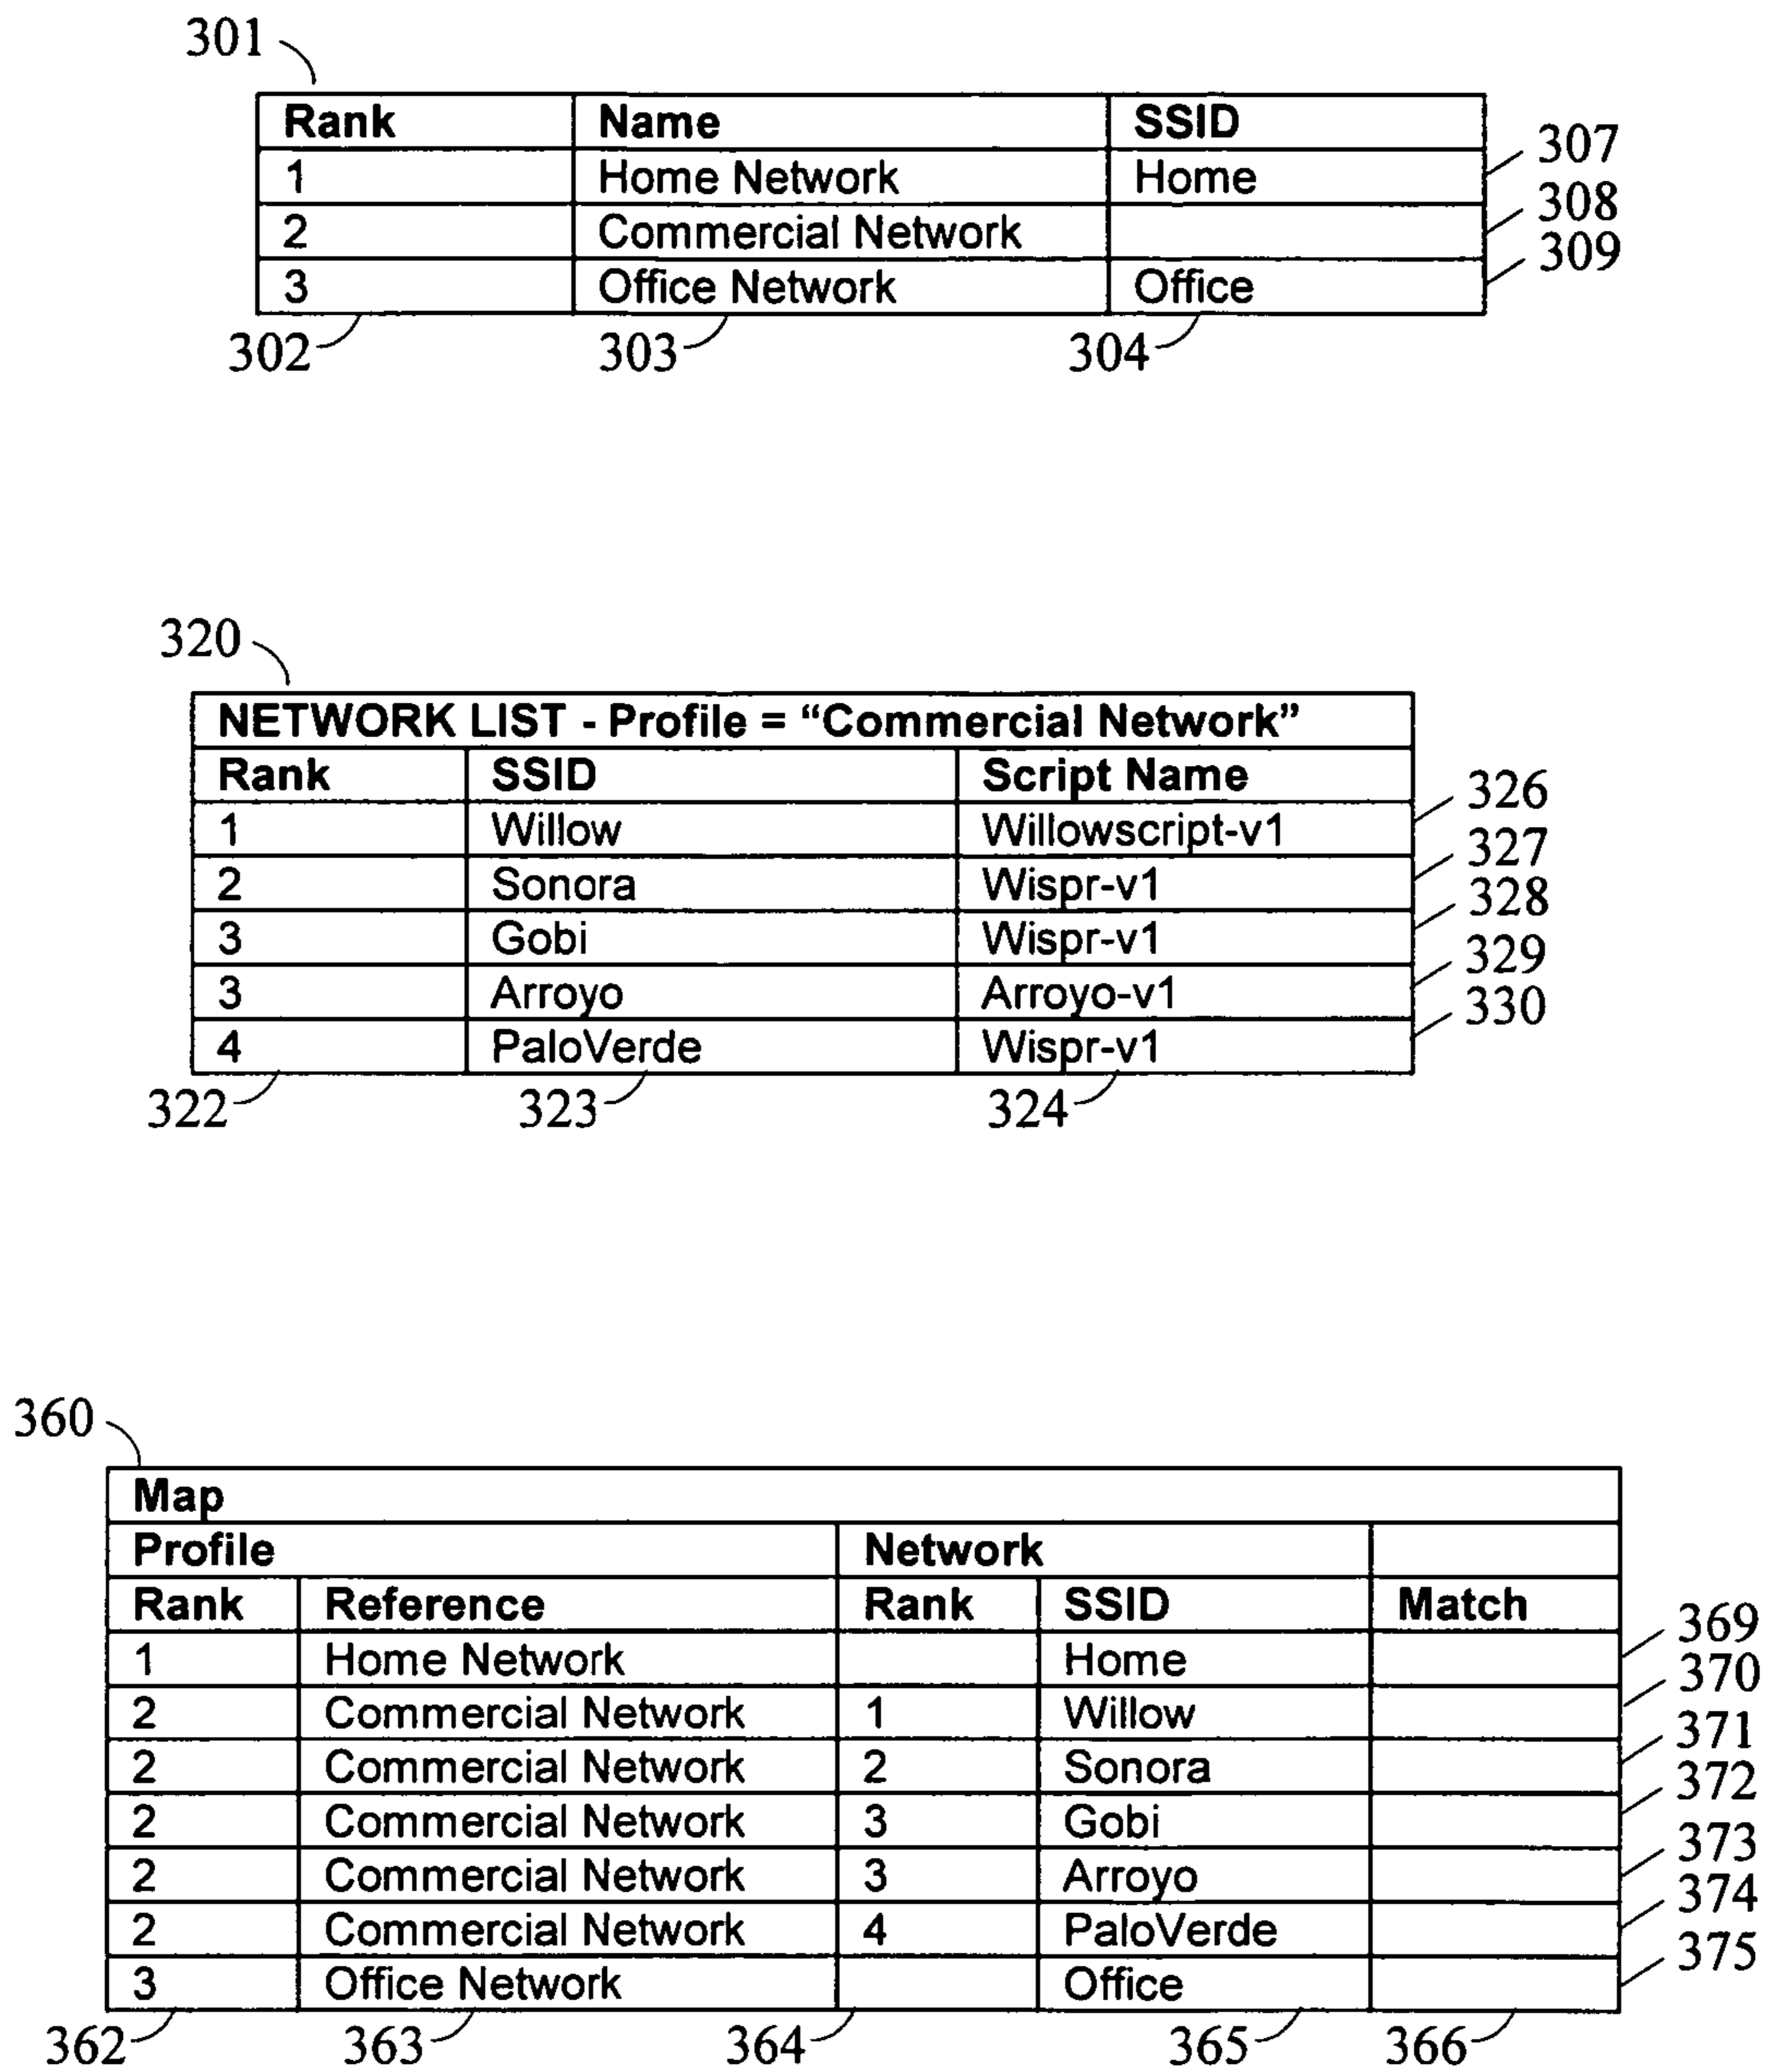 301
Rank Name SSID
1 Home Network Home 307
2 Commercial Network 308
3 Office Network Office 309
302 303 304
320
NETWORK LIST - Profile = “Commercial Network”
Rank SSID Script Name
1 Willow Willowscript-v1 326
2 Sonora Wispr-v1 327
3 Gobi Wispr-v1 328
3 Arroyo Arroyo-v1 329
4 PaloVerde Wispr-v1 330
322 323 324
360
Map
Profile Network
Rank Reference Rank SSID Match
1 Home Network Home 369
2 Commercial Network 1 Willow 370
2 Commercial Network 2 Sonora 371
2 Commercial Network 3 Gobi 372
2 Commercial Network 3 Arroyo 373
2 Commercial Network 4 PaloVerde 374
3 Office Network Office 375
362 363 364 365 366